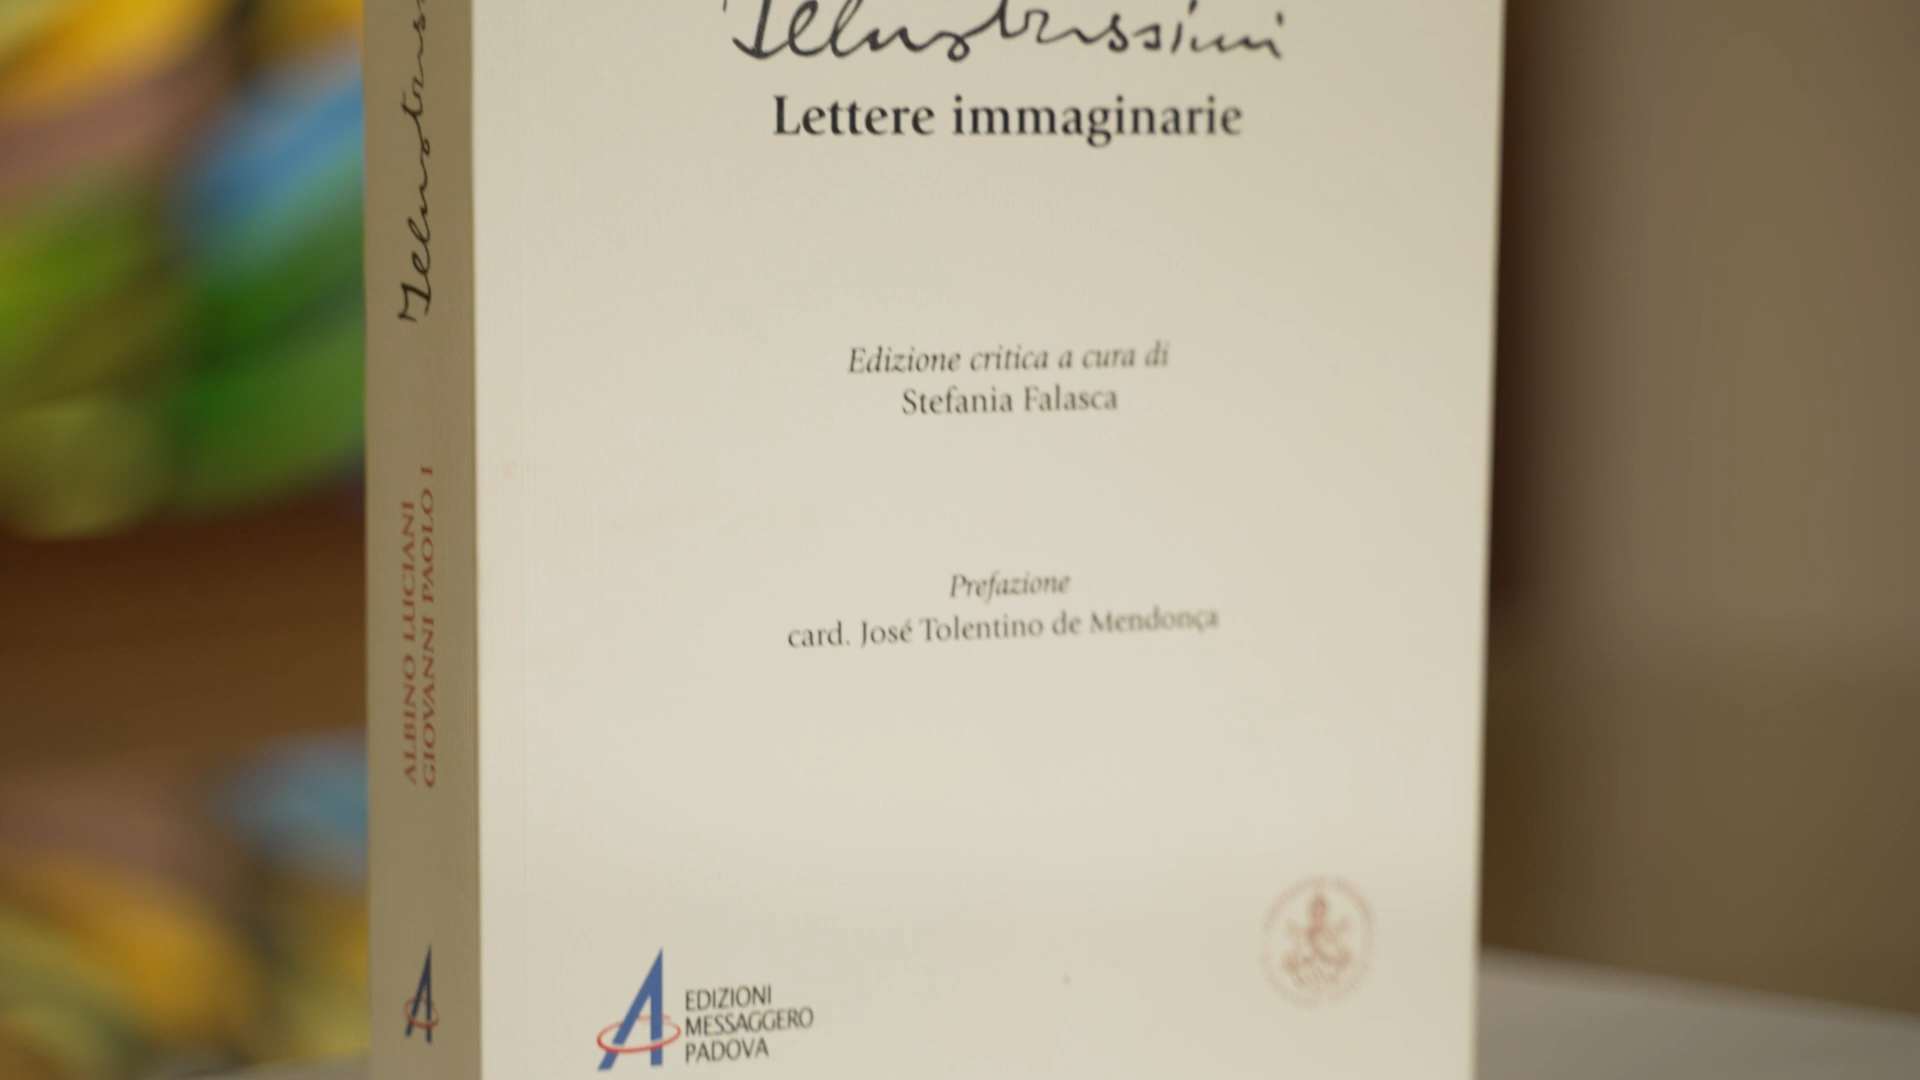 Illustrissimi
Lettere immaginarie
Edizione critica a cura di
Stefania Falasca
Prefazione
card. José Tolentino de Mendonça
EDIZIONI
MESSAGGERO
PADOVA
ALBINO LUCIANI
GIOVANNI PAOLO I